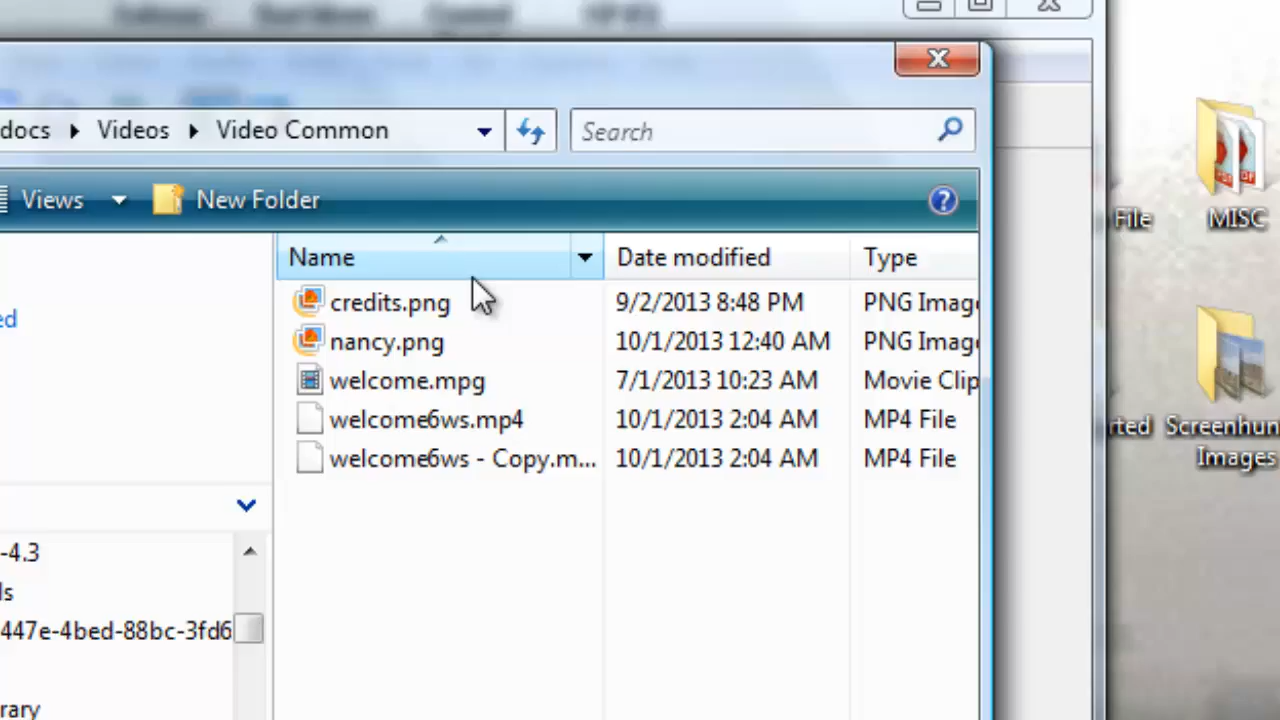 docs Videos Video Common Search
Views New Folder
File MISC
Name Date modified Type
credits.png 9/2/2013 8:48 PM PNG Imag
ed
nancy.png 10/1/2013 12:40 AM PNG Imag
welcome.mpg 7/1/2013 10:23 AM Movie Clip
welcome6ws.mp4 10/1/2013 2:04 AM MP4 File
rted Screenhun
Images
welcome6ws - Copy.m... 10/1/2013 2:04 AM MP4 File
-4.3
ls
447e-4bed-88bc-3fd6
rary